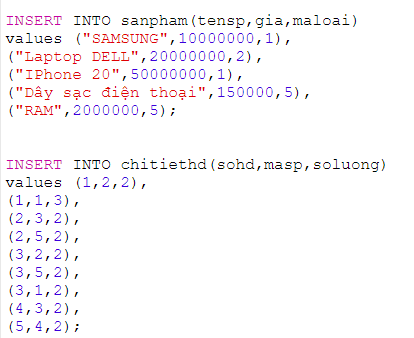 INSERT INTO sanpham(tensp,gia,maloai)
values ("SAMSUNG",10000000,1),
("Laptop DELL",20000000,2),
("IPhone 20",50000000,1),
("Dây sạc điện thoại",150000,5),
("RAM",2000000,5);
INSERT INTO chitiethd(sohd,masp,soluong)
values (1,2,2),
(1,1,3),
(2,3,2),
(2,5,2),
(3,2,2),
(3,5,2),
(3,1,2),
(4,3,2),
(5,4,2);